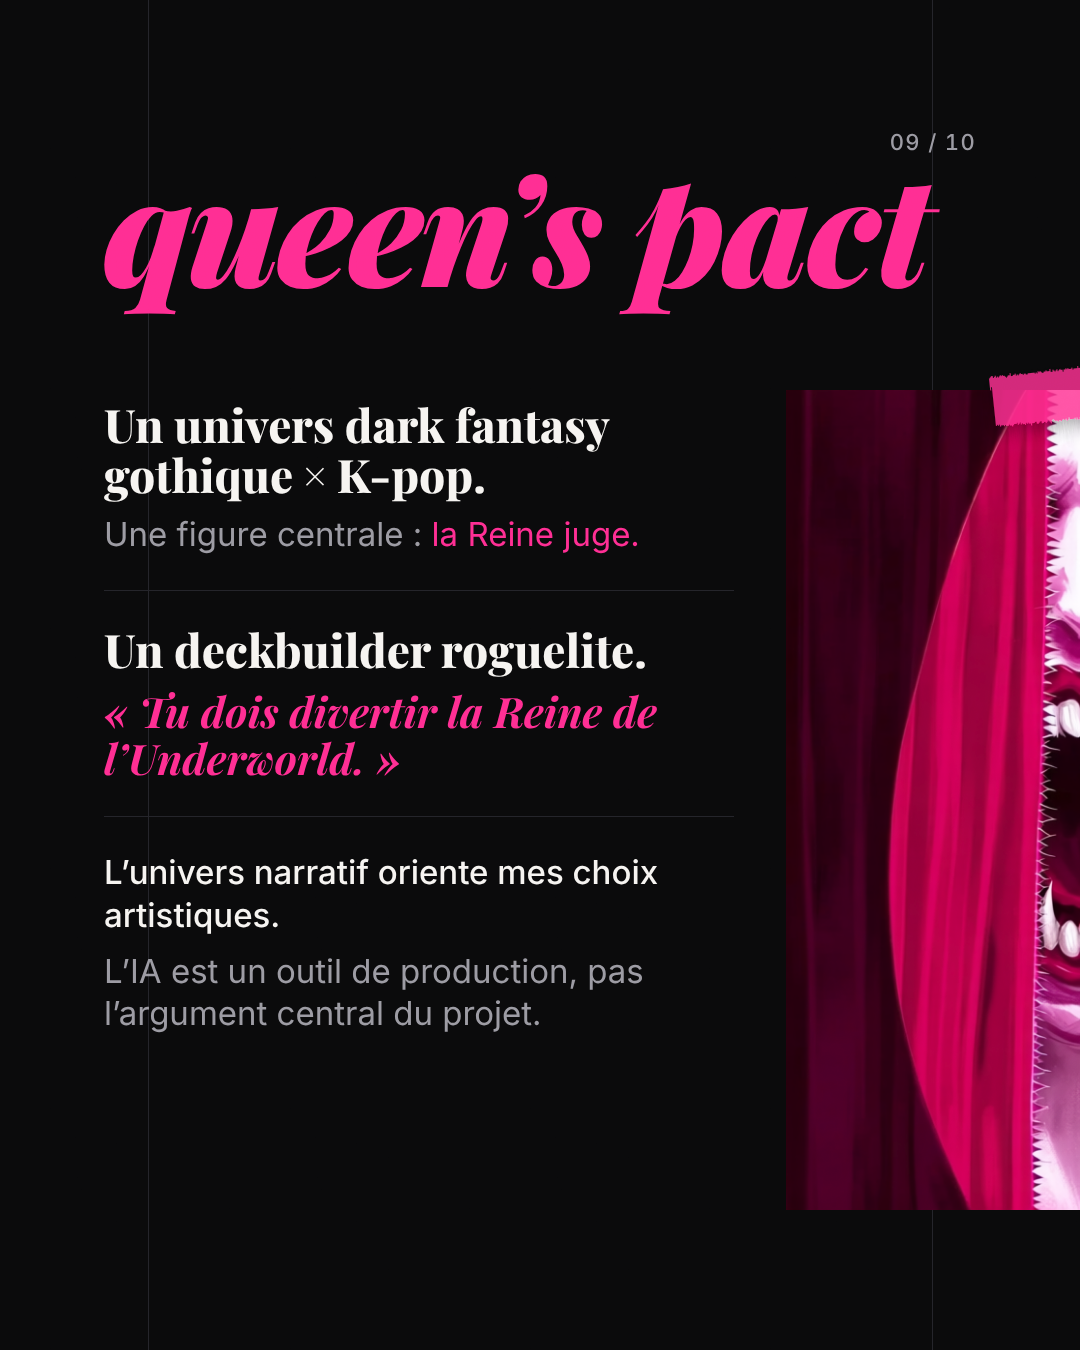 09 / 10
queen’s pact
Un univers dark fantasy
gothique × K-pop.
Une figure centrale : la Reine juge.
Un deckbuilder roguelite.
« Tu dois divertir la Reine de
l’Underworld. »
L’univers narratif oriente mes choix
artistiques.
L’IA est un outil de production, pas
l’argument central du projet.